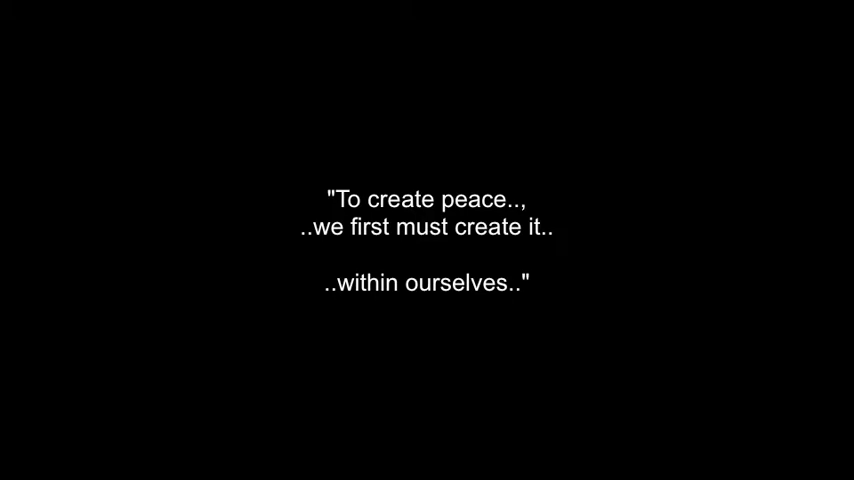 "To create peace..,
..we first must create it..
..within ourselves.."